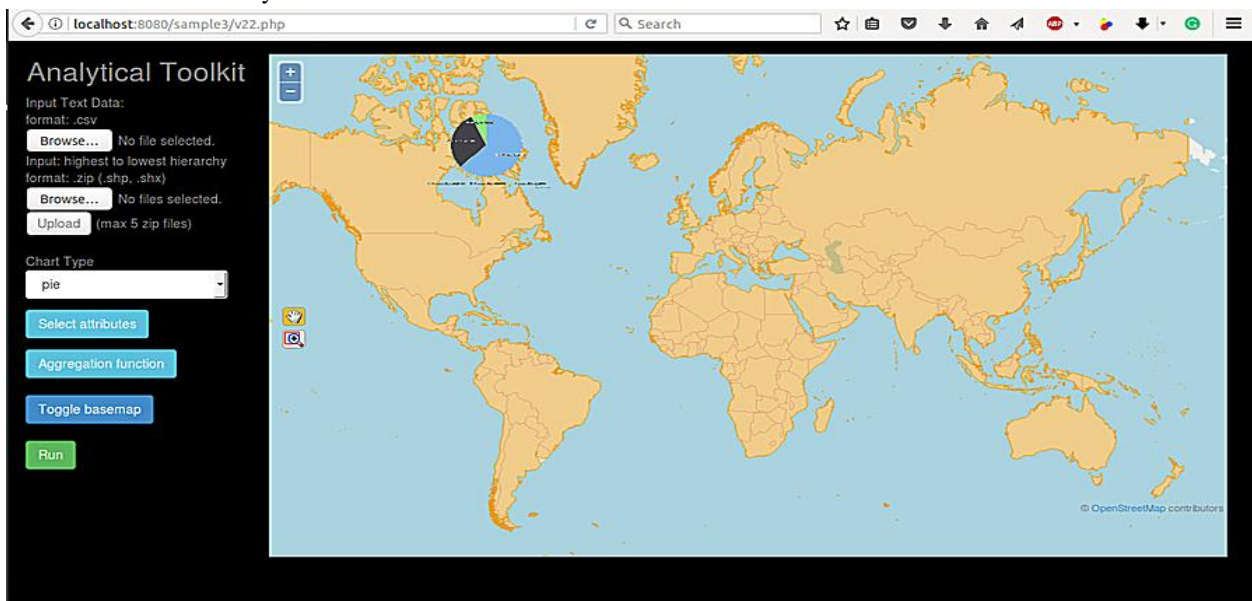 localhost:8080/sample3/v22.php
Search
ABP
Analytical Toolkit
Input Text Data:
format: .csv
Browse... No file selected.
Input: highest to lowest hierarchy
format: .zip (.shp, .shx)
Browse... No files selected.
Upload (max 5 zip files)
Chart Type
pie
Select attributes
Aggregation function
Toggle basemap
Run
+
−
© OpenStreetMap contributors